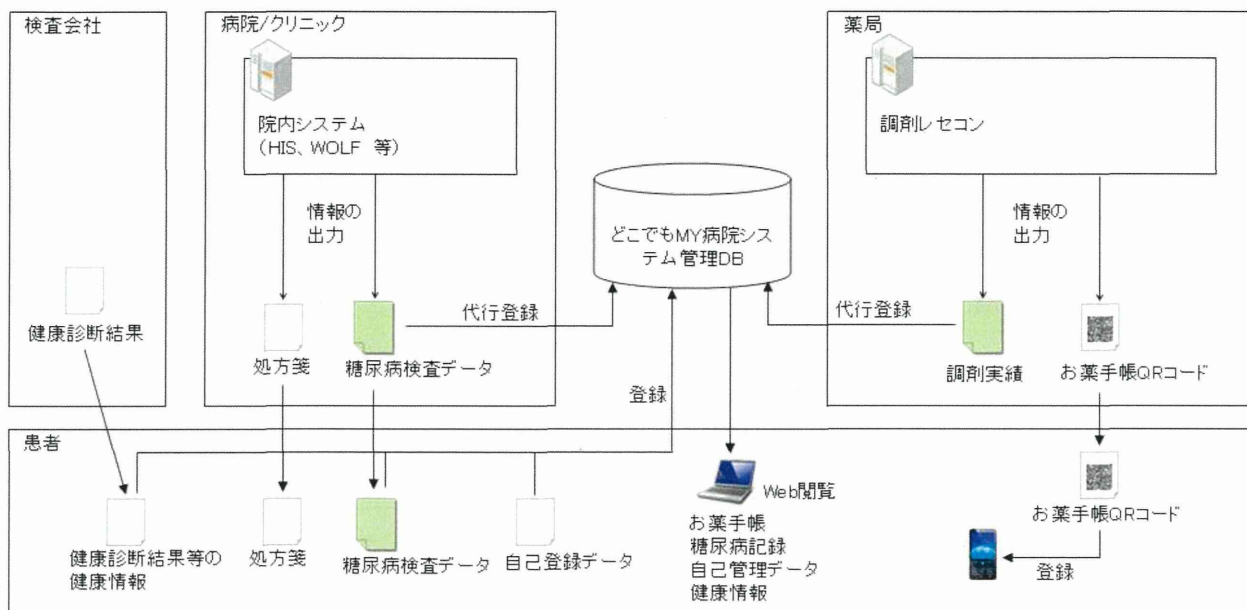 検査会社
健康診断結果
病院/クリニック
院内システム
(HIS、WOLF 等)
情報の
出力
処方箋
糖尿病検査データ
代行登録
どこでもMY病院シス
テム管理DB
登録
薬局
調剤レセコン
情報の
出力
代行登録
調剤実績
お薬手帳QRコード
患者
健康診断結果等の
健康情報
処方箋
糖尿病検査データ
自己登録データ
Web閲覧
お薬手帳
糖尿病記録
自己管理データ
健康情報
お薬手帳QRコード
登録